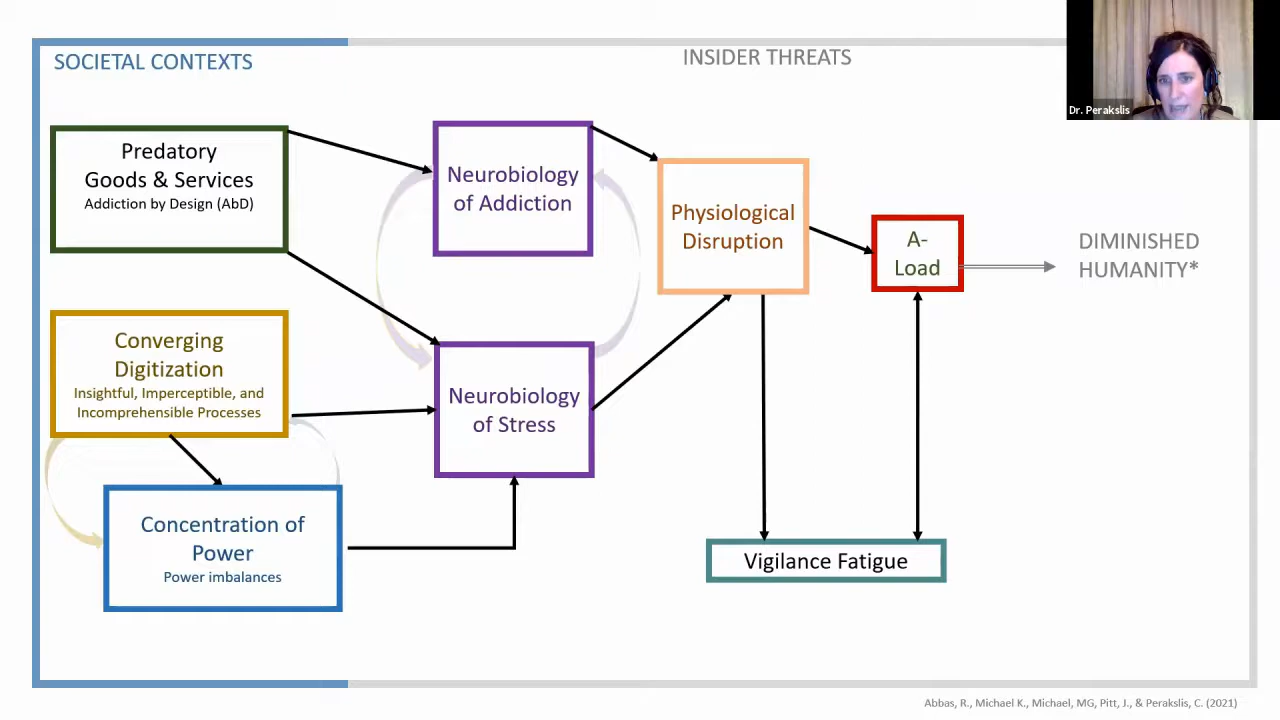 SOCIETAL CONTEXTS
INSIDER THREATS
Dr. Perakslis
Predatory
Goods & Services
Addiction by Design (AbD)
Neurobiology
of Addiction
Physiological
Disruption
A-
Load
DIMINISHED
HUMANITY*
Converging
Digitization
Insightful, Imperceptible, and
Incomprehensible Processes
Neurobiology
of Stress
Concentration of
Power
Power imbalances
Vigilance Fatigue
Abbas, R., Michael K., Michael, MG, Pitt, J., & Perakslis, C. (2021)